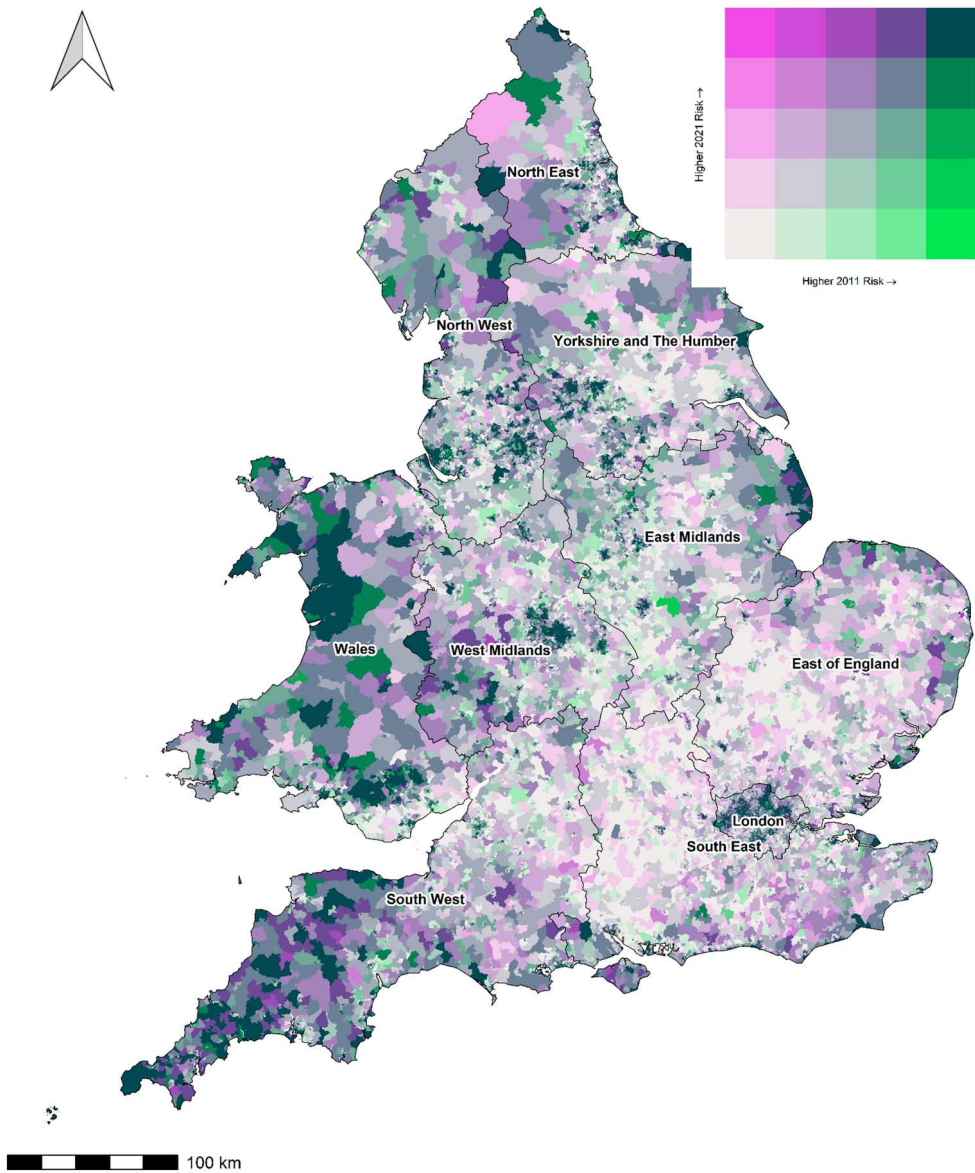 Higher 2021 Risk →
Higher 2011 Risk →
North East
North West
Yorkshire and The Humber
East Midlands
Wales
West Midlands
East of England
London
South East
South West
100 km